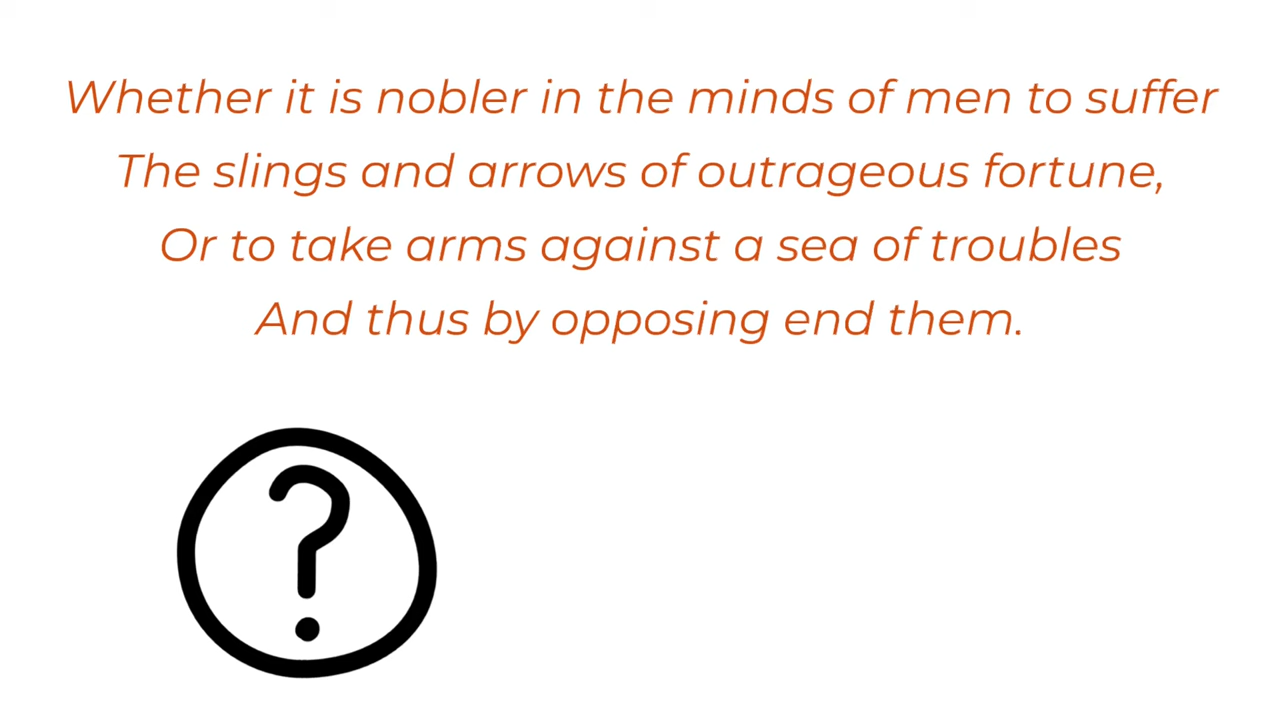 Whether it is nobler in the minds of men to suffer
The slings and arrows of outrageous fortune,
Or to take arms against a sea of troubles
And thus by opposing end them.
?